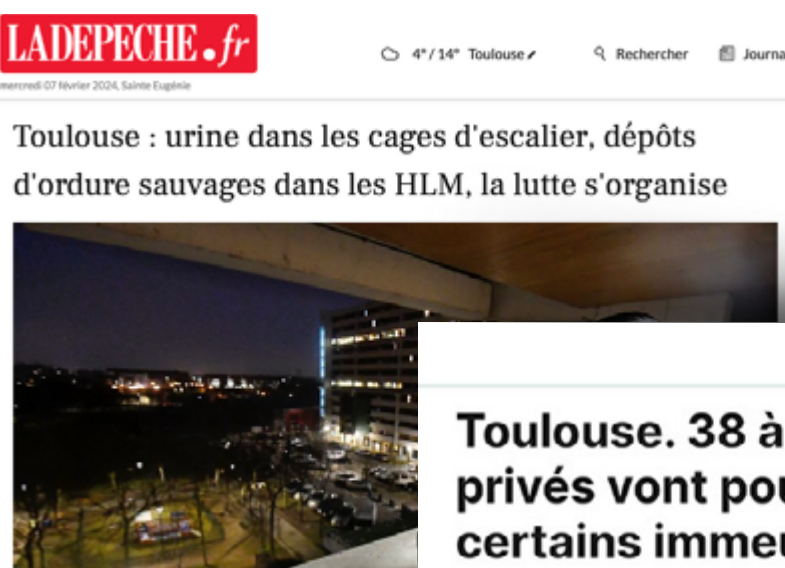 LADEPECHE.fr
4°/14° Toulouse
Rechercher
Journa
mercredi 07 février 2024, Sainte Eugénie
Toulouse : urine dans les cages d'escalier, dépôts
d'ordure sauvages dans les HLM, la lutte s'organise
Toulouse. 38 à
privés vont pou
certains immeu